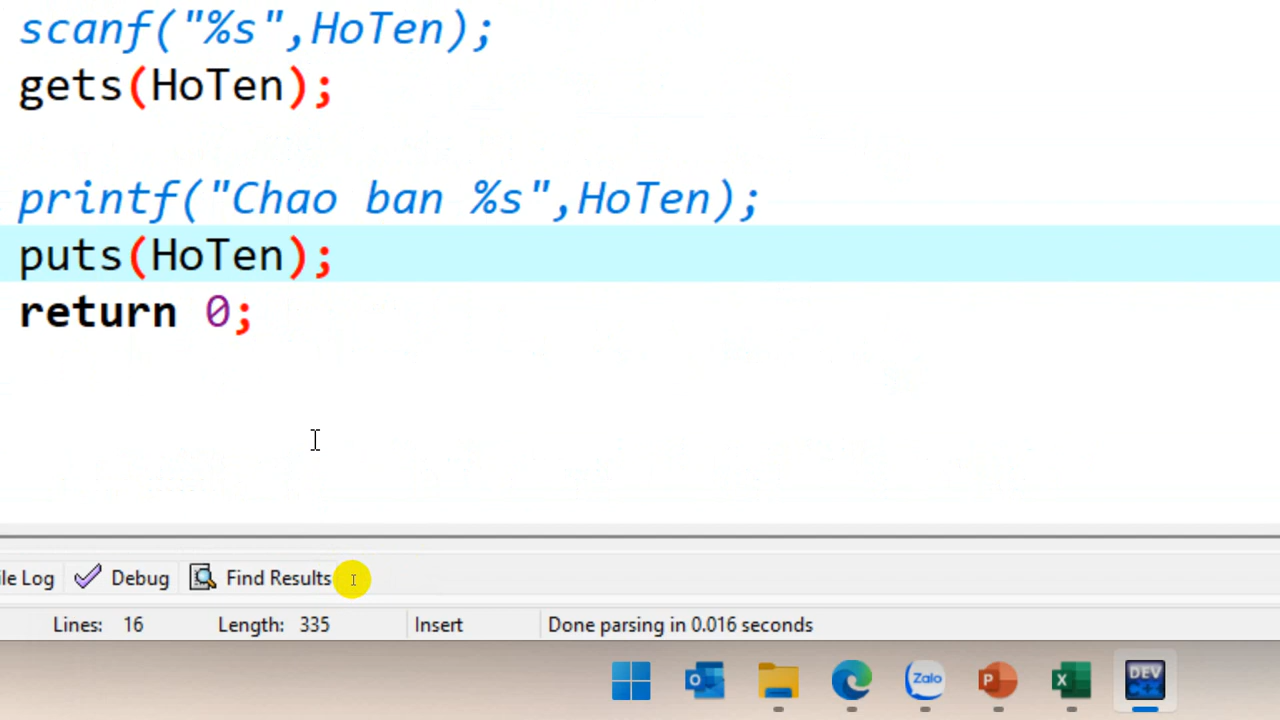 scanf("%s",HoTen);
gets(HoTen);
printf("Chao ban %s",HoTen);
puts(HoTen);
return 0;
ile Log Debug Find Results
Lines: 16 Length: 335 Insert Done parsing in 0.016 seconds
O Zalo P X DEV C++